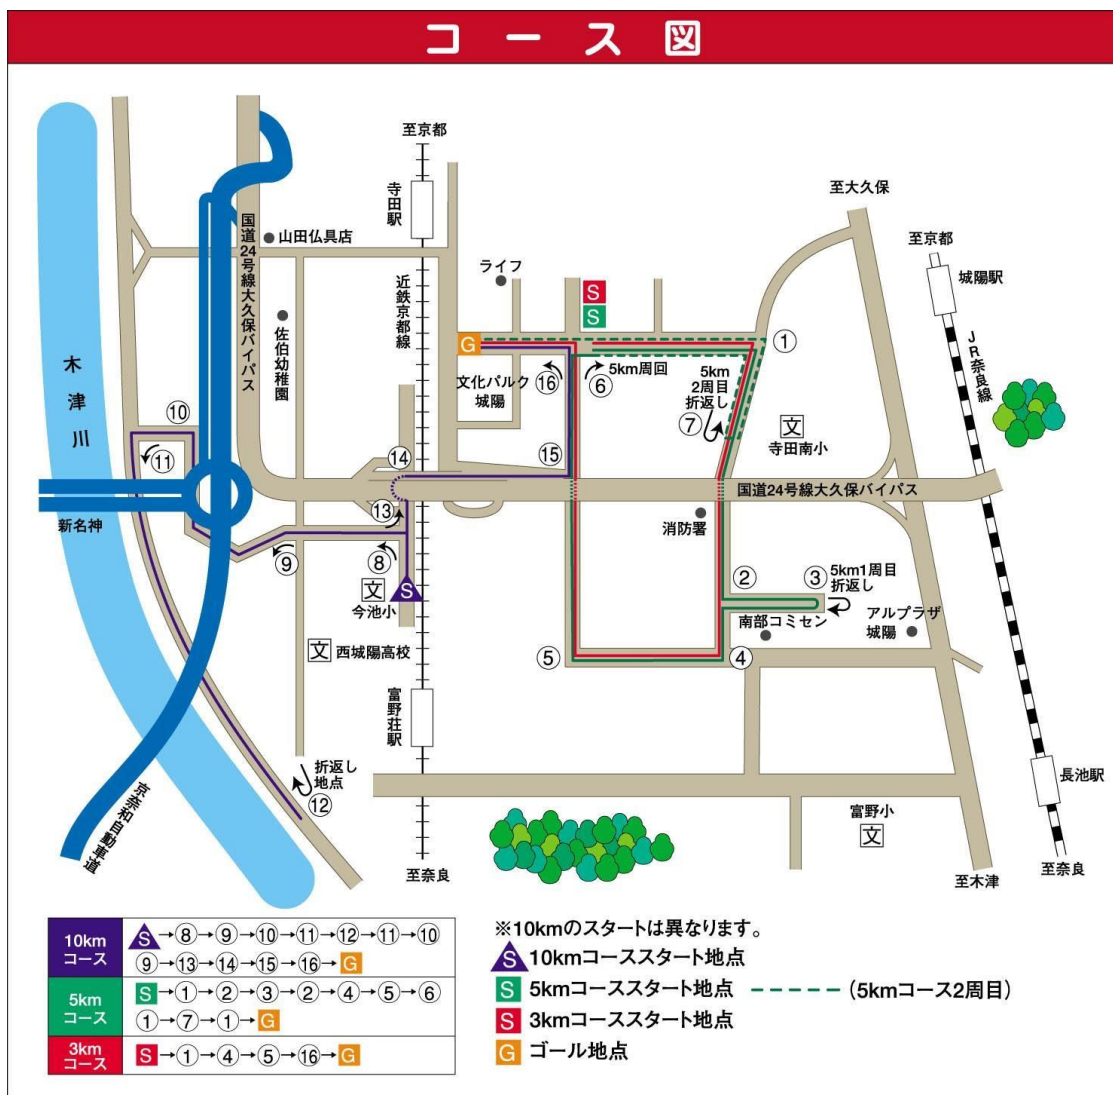 コース図
至京都
寺田駅
至大久保
至京都
城陽駅
JR奈良線
国道24号線大久保バイパス
山田仏具店
近鉄京都線
ライフ
S
S
佐伯幼稚園
G
①
木津川
文化パルク
城陽
⑯
⑥
5km周回
5km
2周目
折返し
⑦
文
寺田南小
⑩
⑪
⑭
⑮
国道24号線大久保バイパス
新名神
⑬
消防署
⑨
⑧
文
今池小
S
②
③
5km1周目
折返し
南部コミセン
アルプラザ
城陽
文
西城陽高校
⑤
④
富野荘駅
折返し
地点
⑫
長池駅
京奈和自動車道
富野小
文
至奈良
至木津
至奈良
10km
コース
S→⑧→⑨→⑩→⑪→⑫→⑪→⑩
⑨→⑬→⑭→⑮→⑯→G
5km
コース
S→①→②→③→②→④→⑤→⑥
①→⑦→①→G
3km
コース
S→①→④→⑤→⑯→G
※10kmのスタートは異なります。
S 10kmコーススタート地点
S 5kmコーススタート地点 ------（5kmコース2周目）
S 3kmコーススタート地点
G ゴール地点